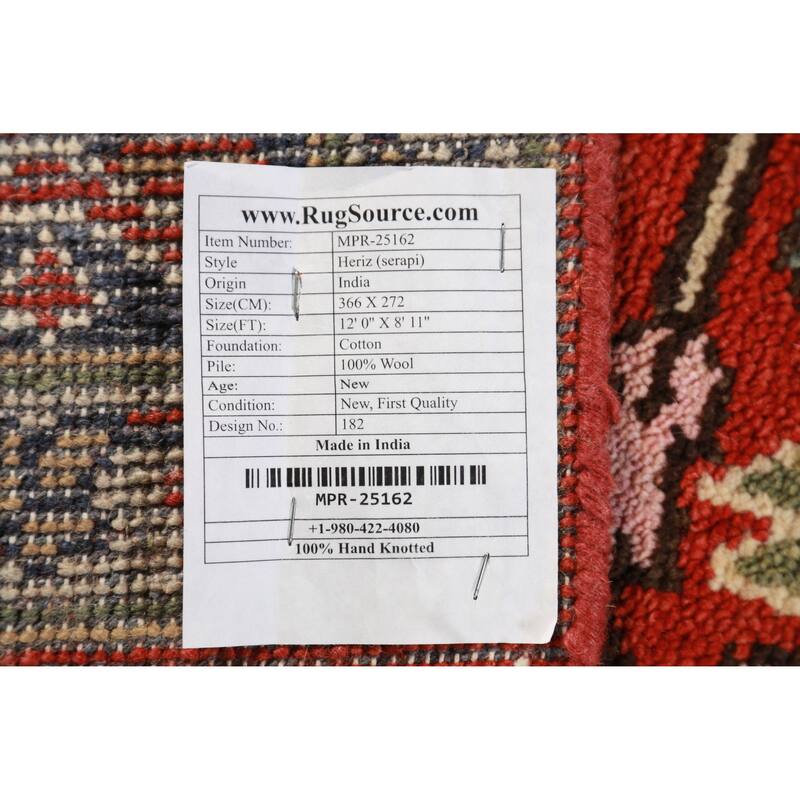 www.RugSource.com
Item Number: MPR-25162
Style Heriz (serapi)
Origin India
Size(CM): 366 X 272
Size(FT): 12' 0" X 8' 11"
Foundation: Cotton
Pile: 100% Wool
Age: New
Condition: New, First Quality
Design No.: 182
Made in India
MPR-25162
+1-980-422-4080
100% Hand Knotted